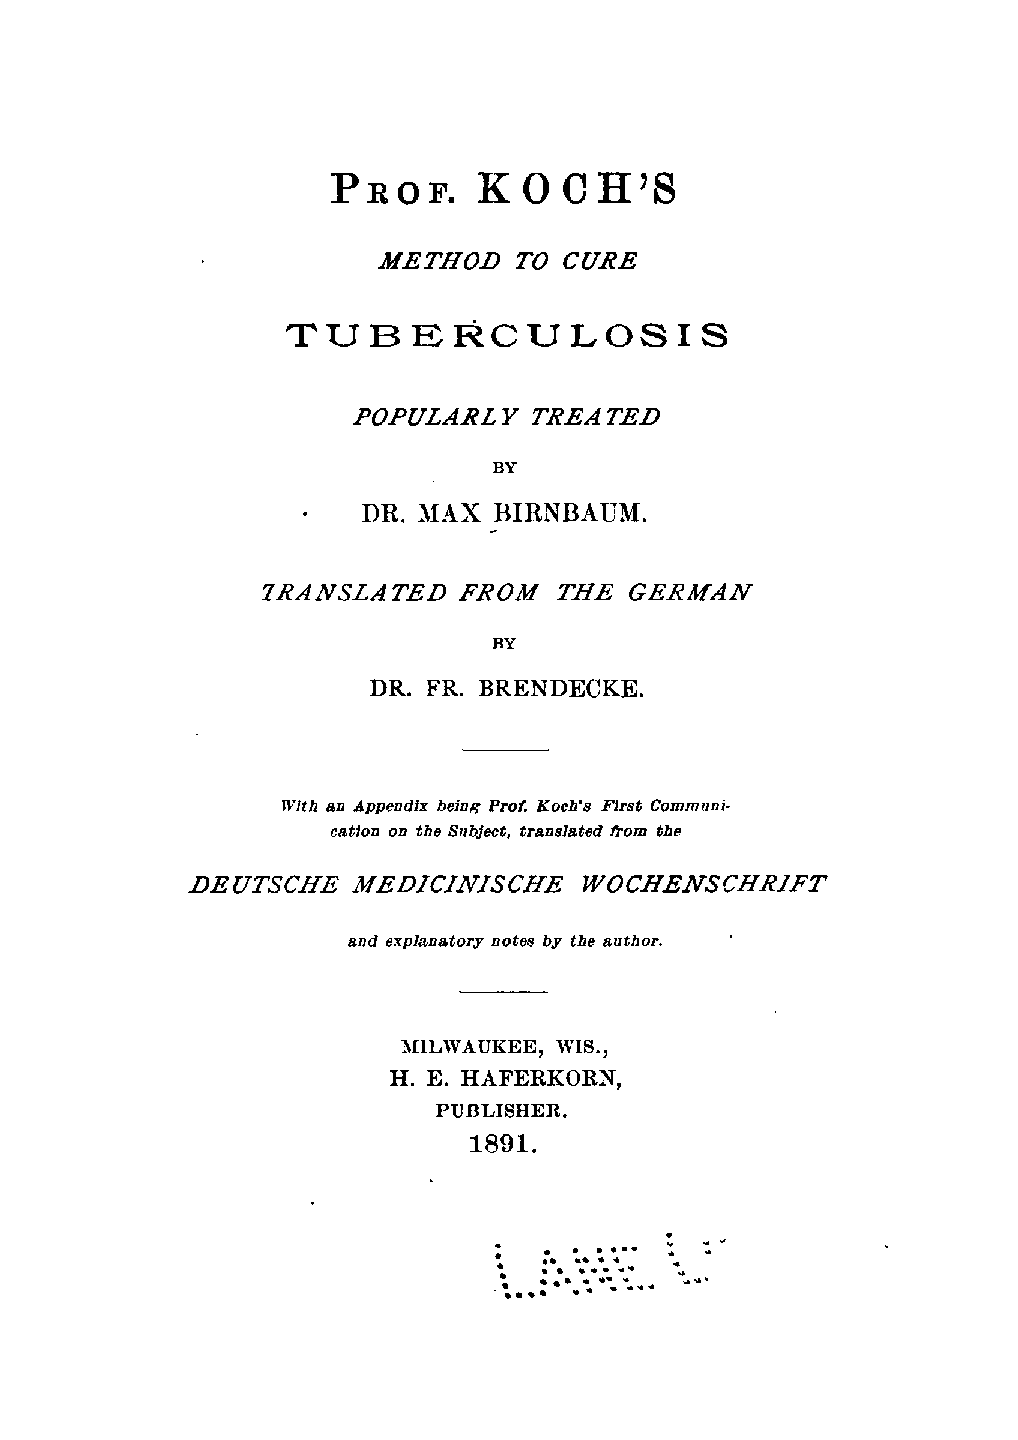 PROF. KOCH'S
METHOD TO CURE
TUBERCULOSIS
POPULARLY TREATED
BY
DR. MAX BIRNBAUM.
TRANSLATED FROM THE GERMAN
BY
DR. FR. BRENDECKE.
With an Appendix being Prof. Koch's First Communi-
cation on the Subject, translated from the
DEUTSCHE MEDICINISCHE WOCHENSCHRIFT
and explanatory notes by the author.
MILWAUKEE, WIS.,
H. E. HAFERKORN,
PUBLISHER.
1891.
LANE